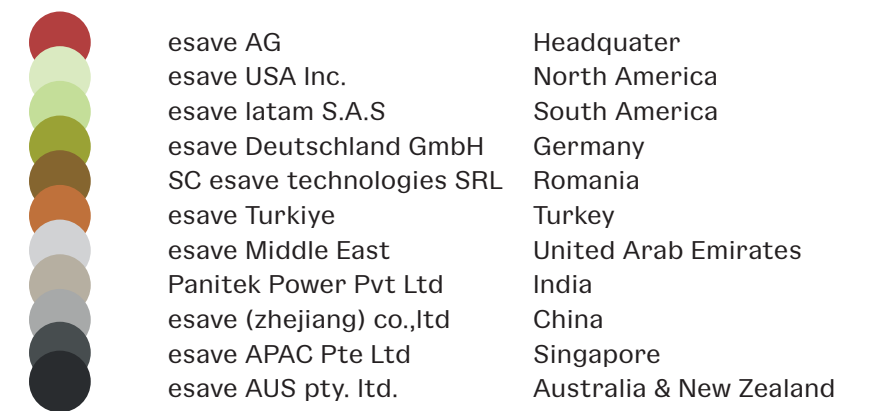 esave AG Headquater
esave USA Inc. North America
esave latam S.A.S South America
esave Deutschland GmbH Germany
SC esave technologies SRL Romania
esave Turkiye Turkey
esave Middle East United Arab Emirates
Panitek Power Pvt Ltd India
esave (zhejiang) co.,ltd China
esave APAC Pte Ltd Singapore
esave AUS pty. ltd. Australia & New Zealand